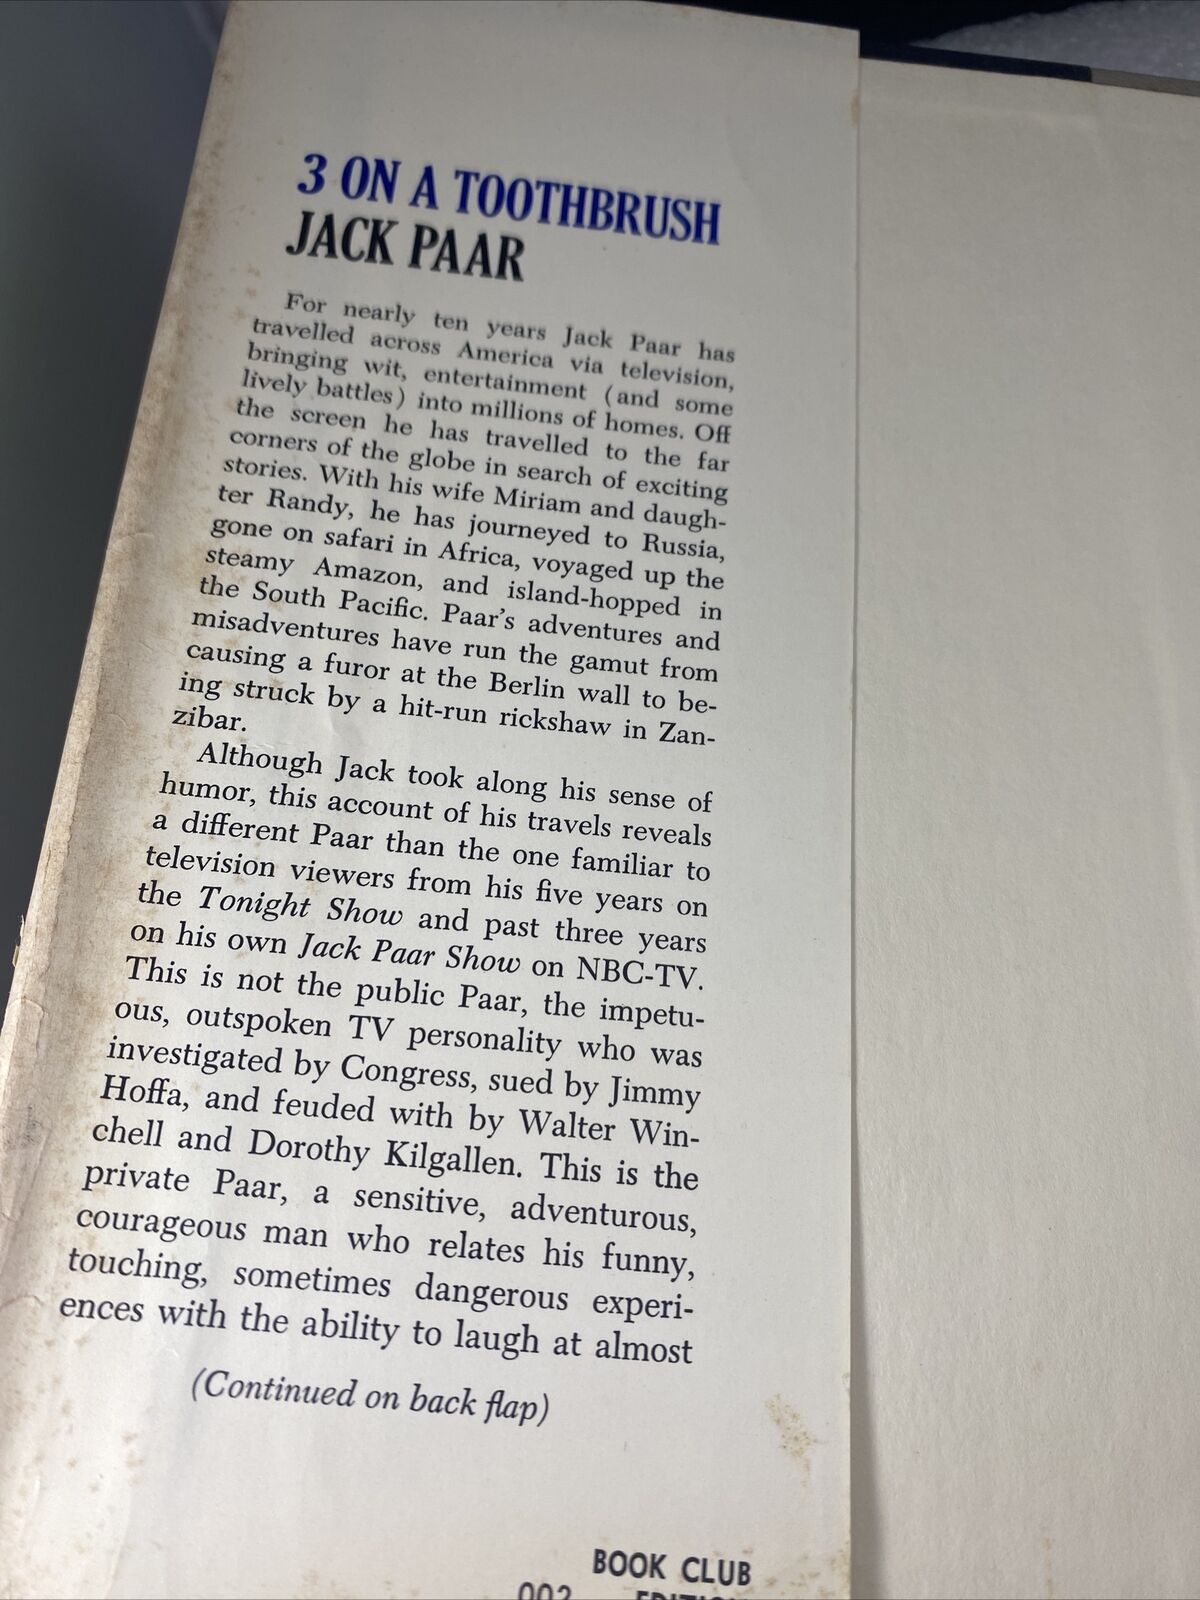 3 ON A TOOTHBRUSH
JACK PAAR
For nearly ten years Jack Paar has
travelled across America via television,
bringing wit, entertainment (and some
lively battles) into millions of homes. Off
the screen he has travelled to the far
corners of the globe in search of exciting
stories. With his wife Miriam and daugh-
ter Randy, he has journeyed to Russia,
gone on safari in Africa, voyaged up the
steamy Amazon, and island-hopped in
the South Pacific. Paar's adventures and
misadventures have run the gamut from
causing a furor at the Berlin wall to be-
ing struck by a hit-run rickshaw in Zan-
zibar.
Although Jack took along his sense of
humor, this account of his travels reveals
a different Paar than the one familiar to
television viewers from his five years on
the Tonight Show and past three years
on his own Jack Paar Show on NBC-TV.
This is not the public Paar, the impetu-
ous, outspoken TV personality who was
investigated by Congress, sued by Jimmy
Hoffa, and feuded with by Walter Win-
chell and Dorothy Kilgallen. This is the
private Paar, a sensitive, adventurous,
courageous man who relates his funny,
touching, sometimes dangerous experi-
ences with the ability to laugh at almost
(Continued on back flap)
BOOK CLUB
002 EDITION